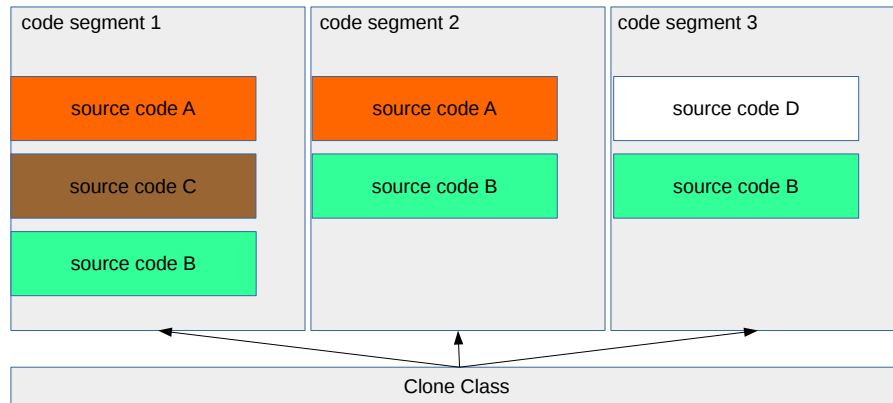 code segment 1
source code A
source code C
source code B
code segment 2
source code A
source code B
code segment 3
source code D
source code B
Clone Class